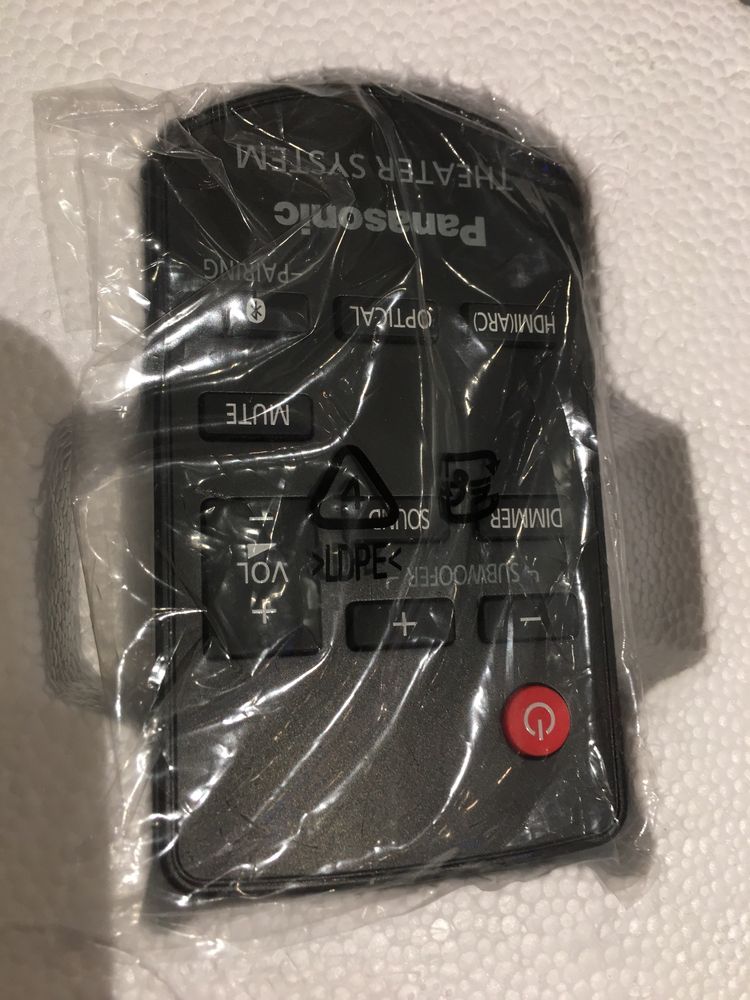 − + +
SUBWOOFER
VOL
DIMMER SOUND −
MUTE
HDMI(ARC) OPTICAL
-PAIRING
Panasonic
THEATER SYSTEM
4
>LDPE<